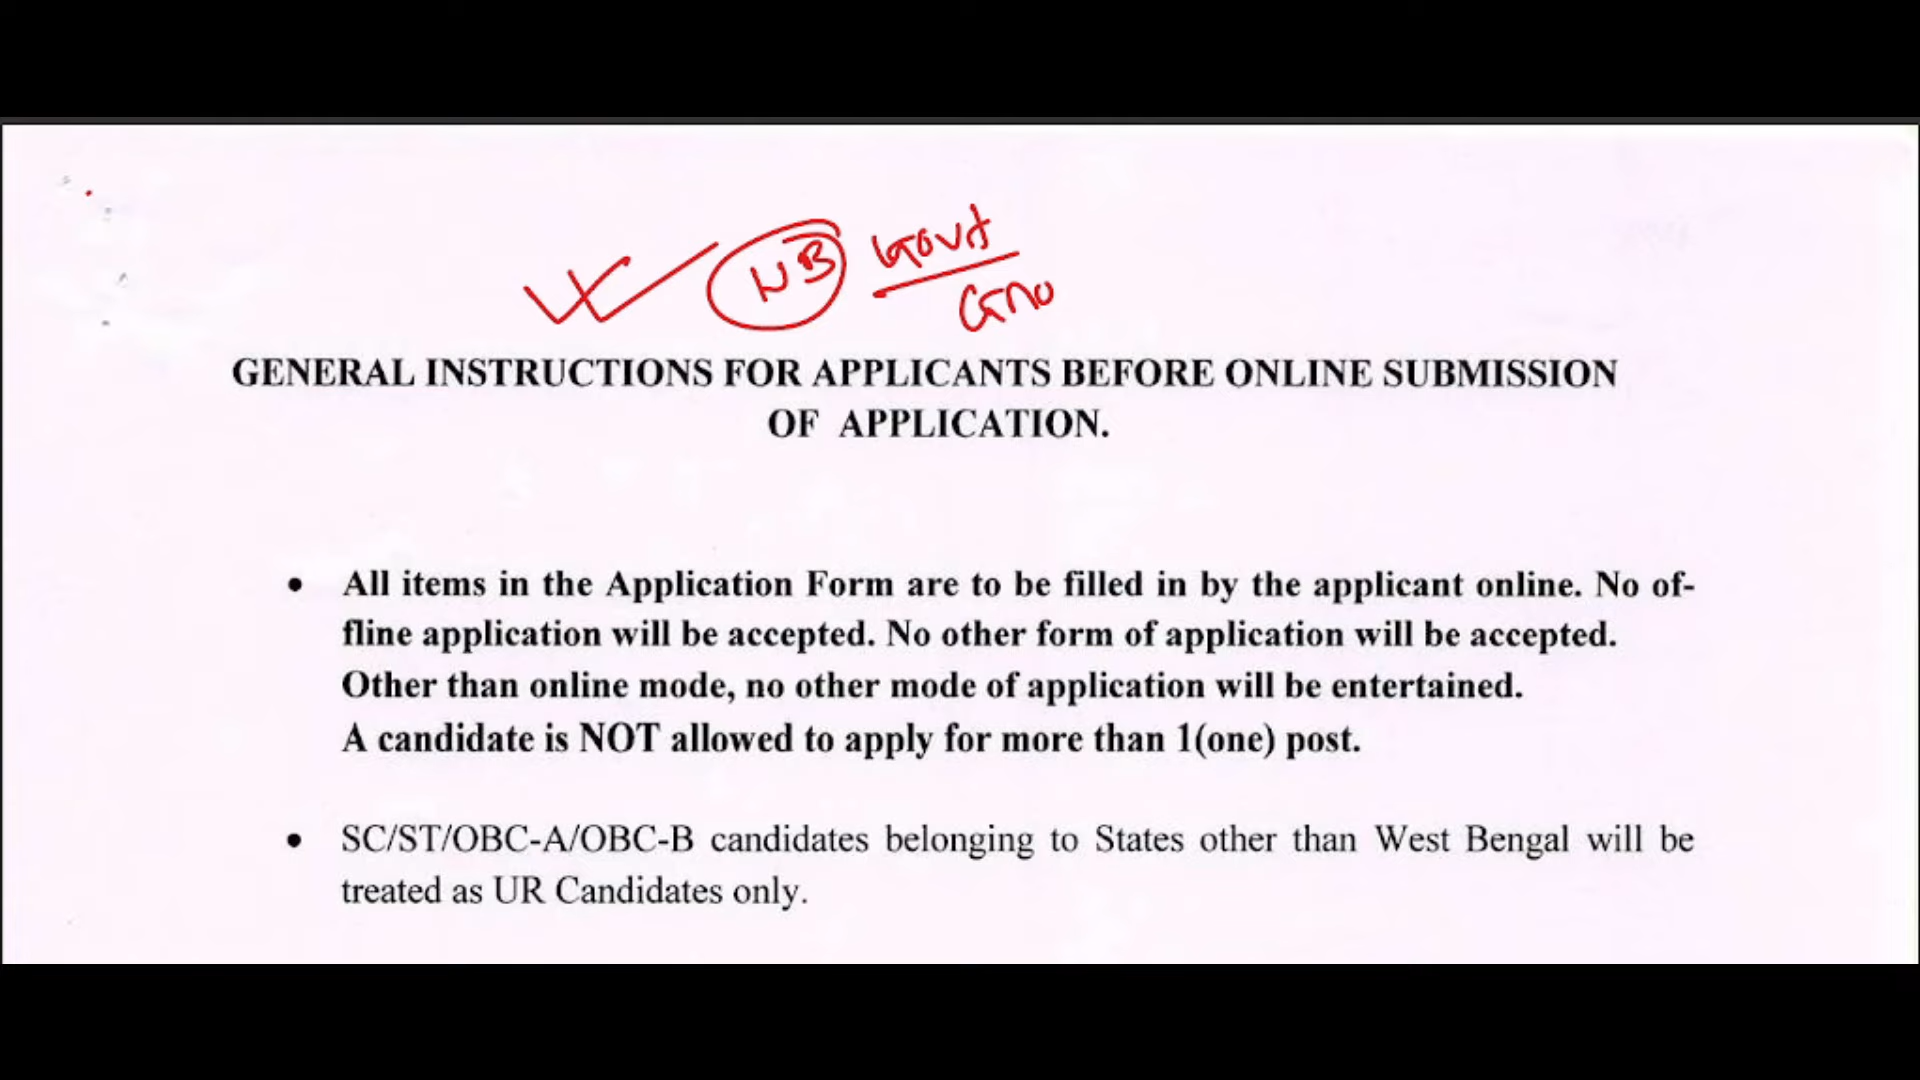 WB Govt
GENERAL INSTRUCTIONS FOR APPLICANTS BEFORE ONLINE SUBMISSION
OF APPLICATION.
• All items in the Application Form are to be filled in by the applicant online. No of-
fline application will be accepted. No other form of application will be accepted.
Other than online mode, no other mode of application will be entertained.
A candidate is NOT allowed to apply for more than 1(one) post.
• SC/ST/OBC-A/OBC-B candidates belonging to States other than West Bengal will be
treated as UR Candidates only.